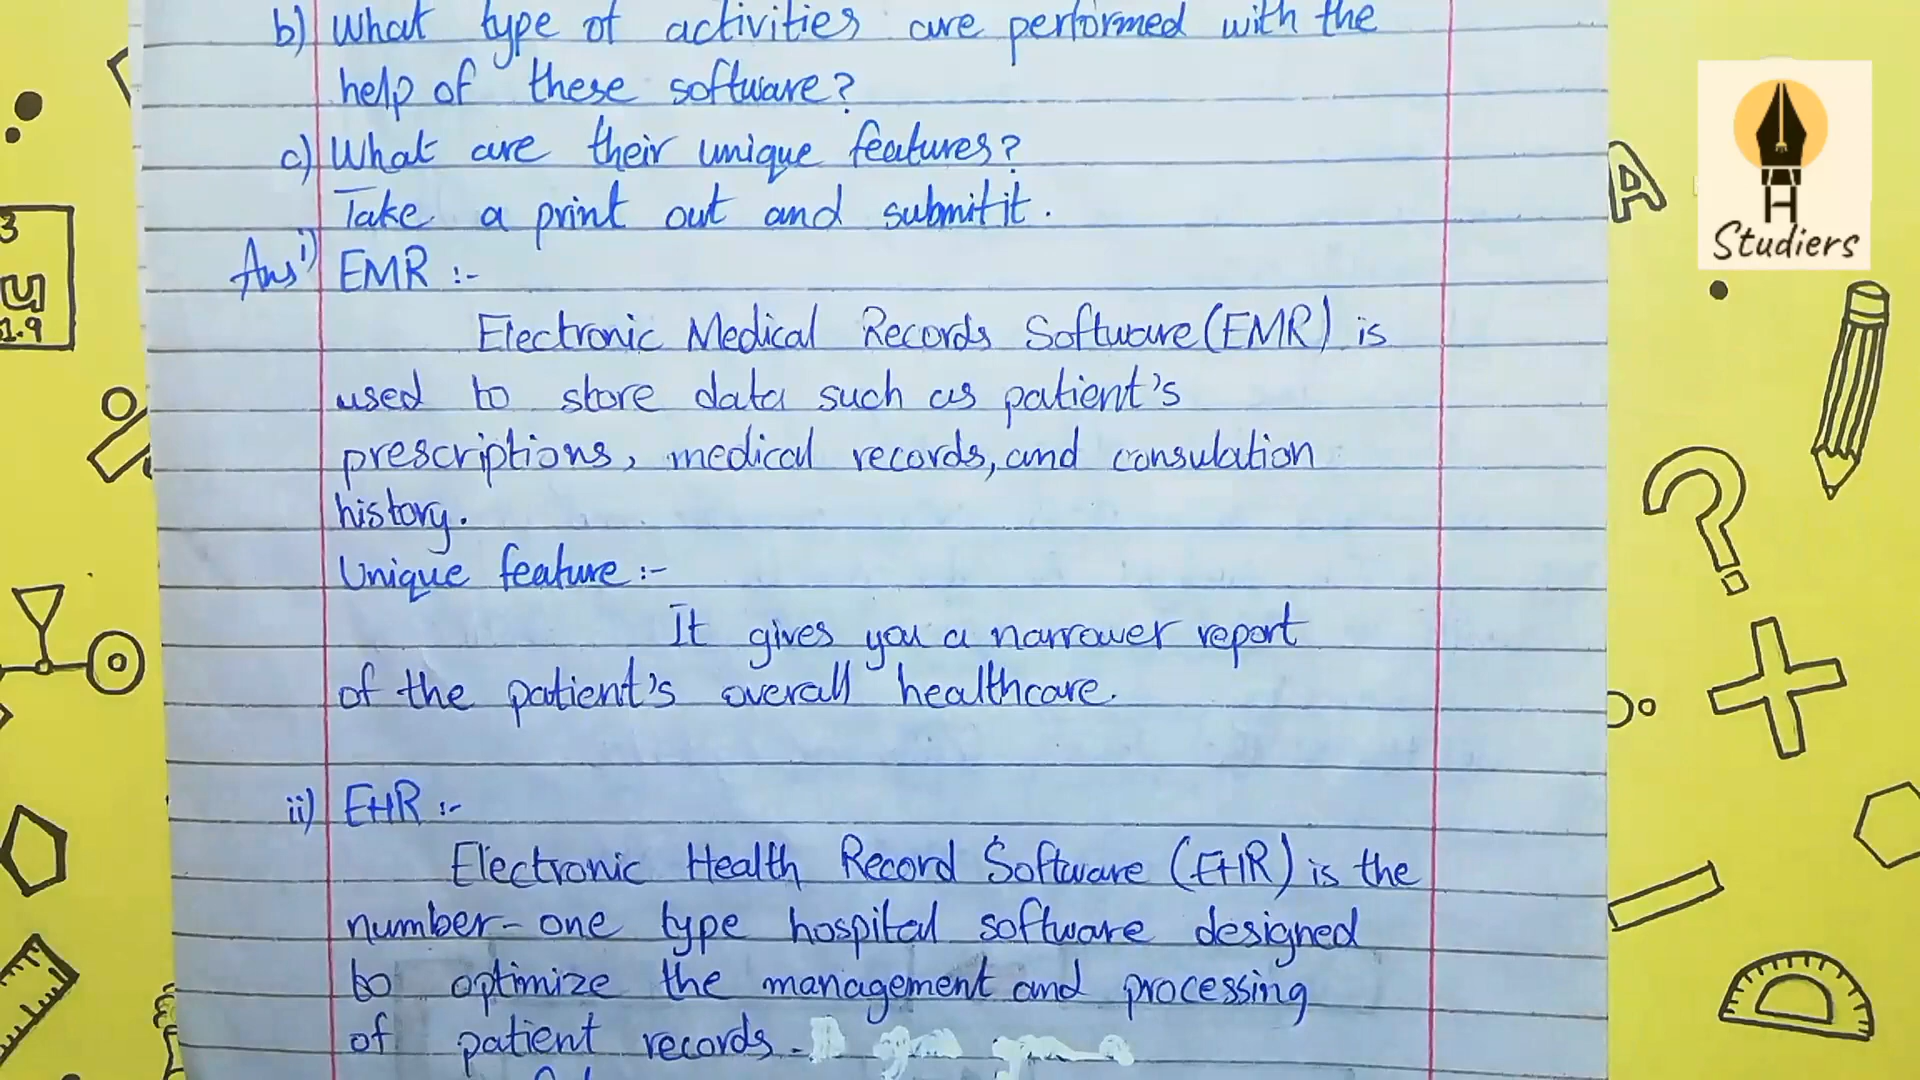 b) What type of activities are performed with the
help of these software?
c) What are their unique features?
Take a print out and submit it.
Ans i) EMR :-
Electronic Medical Records Software (EMR) is
used to store data such as patient's
prescriptions, medical records, and consulation
history.
Unique feature :-
It gives you a narrower report
of the patient's overall healthcare.
ii) EHR :-
Electronic Health Record Software (EHR) is the
number-one type hospital software designed
to optimize the management and processing
of patient records.
Studiers
A
3
u
1.9
%
?